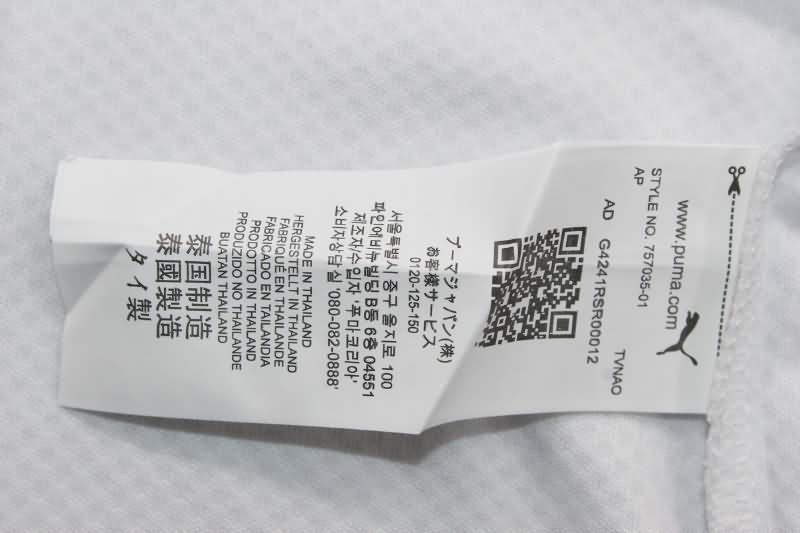 www.puma.com
STYLE NO. 757035-01
AP
AD G4241RSR00012 TVNAO
プーマジャパン(株)
お客様サービス
0120-125-150
서울특별시 중구 을지로 100
파인에비뉴빌딩 B동 6층 04551
제조자/수입자 '푸마코리아'
소비자상담실 '080-082-0888'
MADE IN THAILAND
HERGESTELLT IN THAILAND
FABRIQUÉ EN THAILANDE
FABRICADO EN TAILANDIA
PRODOTTO IN THAILAND
PRODUZIDO NO THAILANDE
BUATAN THAILAND
泰国制造
泰國製造
タイ製